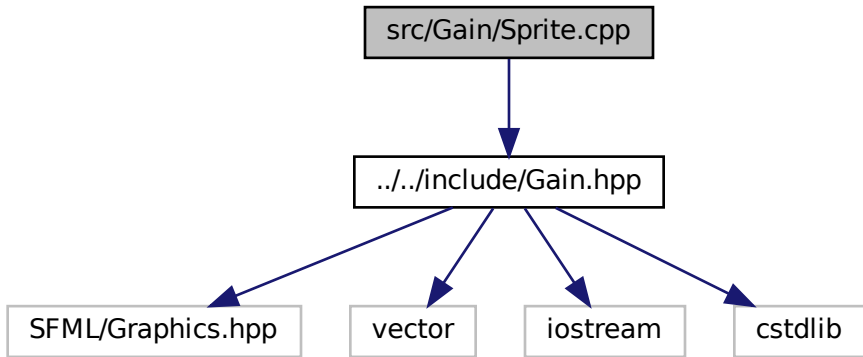 src/Gain/Sprite.cpp
../../include/Gain.hpp
SFML/Graphics.hpp
vector
iostream
cstdlib